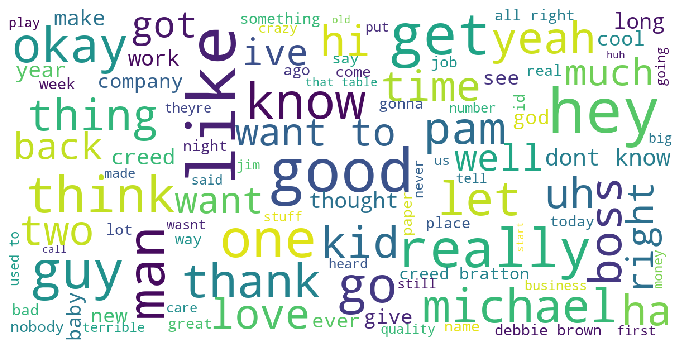 play
make
got
something
old
crazy
say
put
hi
get
yeah
all right
cool
long
going
huh
okay
ive
work
year
week
company
ago
come
job
see
real
much
like
that table
time
theyre
gonna
number
id
god
hey
thing
know
back
creed
night
jim
said
want to
pam
us
well
dont know
big
made
think
want
good
thought
never
paper
tell
let
uh
place
today
boss
right
two
lot
wasnt
way
stuff
one
kid
heard
really
start
money
used to
call
man
guy
thank
go
still
creed bratton
business
bad
baby
new
care
love
ever
give
michael
ha
nobody
terrible
great
quality
name
debbie brown
first